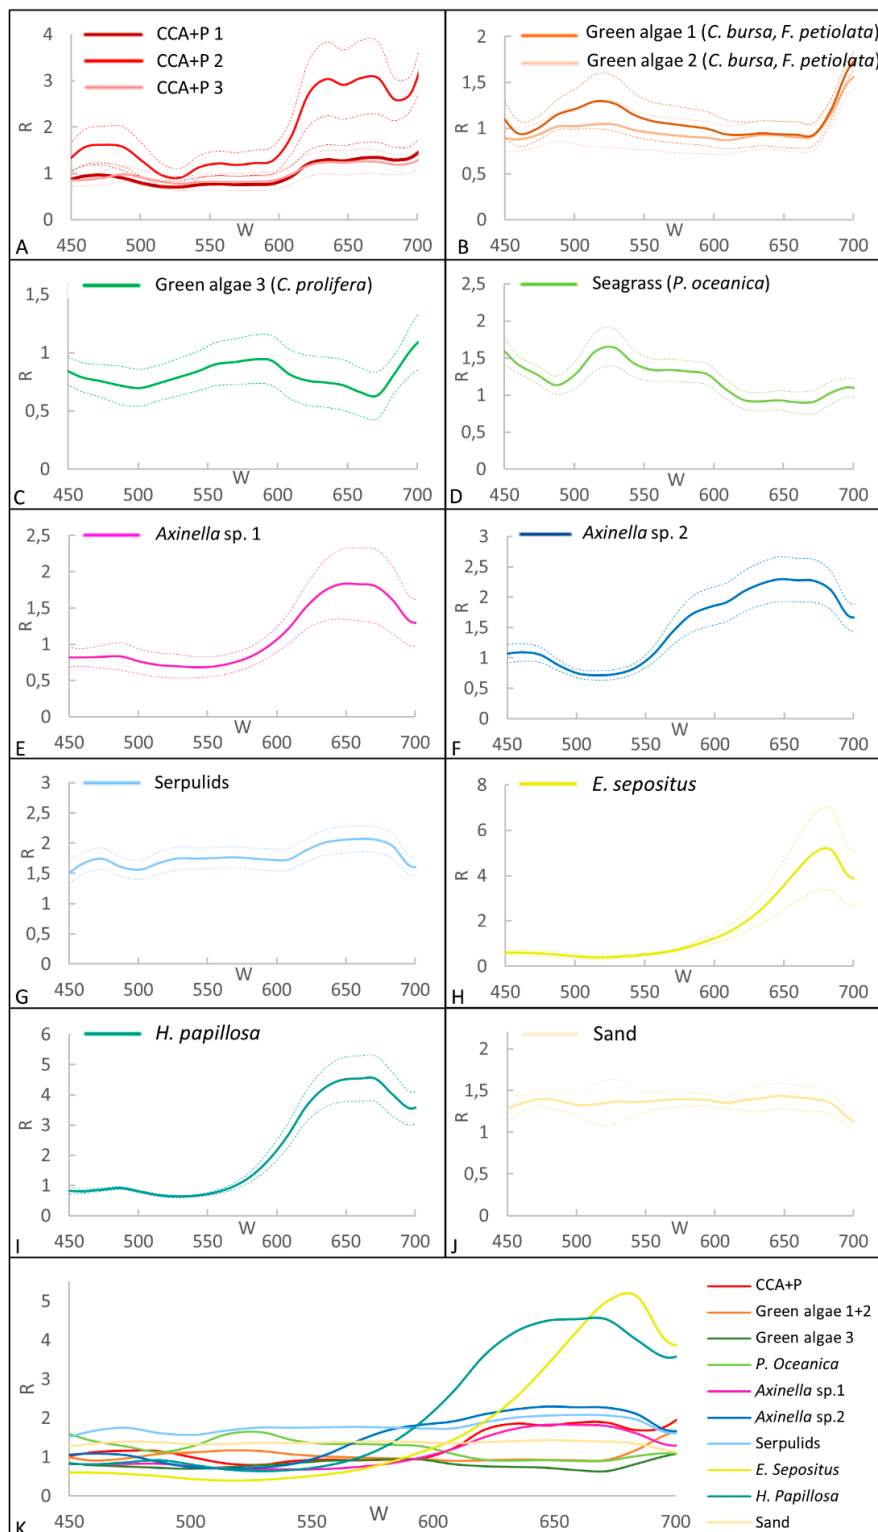 CCA+P 1
CCA+P 2
CCA+P 3
5
4
3
2
1
0
R
450 500 550 600 650 700
W
A
Green algae 1 (C. bursa, F. petiolata)
Green algae 2 (C. bursa, F. petiolata)
2
1,5
1
0,5
0
R
450 500 550 600 650 700
W
B
Green algae 3 (C. prolifera)
1,5
1
0,5
0
R
450 500 550 600 650 700
W
C
Seagrass (P. oceanica)
2,5
2
1,5
1
0,5
0
R
450 500 550 600 650 700
W
D
Axinella sp. 1
2,5
2
1,5
1
0,5
0
R
450 500 550 600 650 700
W
E
Axinella sp. 2
3
2,5
2
1,5
1
0,5
0
R
450 500 550 600 650 700
W
F
Serpulids
3
2,5
2
1,5
1
0,5
0
R
450 500 550 600 650 700
W
G
E. sepositus
8
6
4
2
0
R
450 500 550 600 650 700
W
H
H. papillosa
6
5
4
3
2
1
0
R
450 500 550 600 650 700
W
I
Sand
2
1,5
1
0,5
0
R
450 500 550 600 650 700
W
J
5
4
3
2
1
0
R
450 500 550 600 650 700
W
K
CCA+P
Green algae 1+2
Green algae 3
P. Oceanica
Axinella sp.1
Axinella sp.2
Serpulids
E. Sepositus
H. Papillosa
Sand